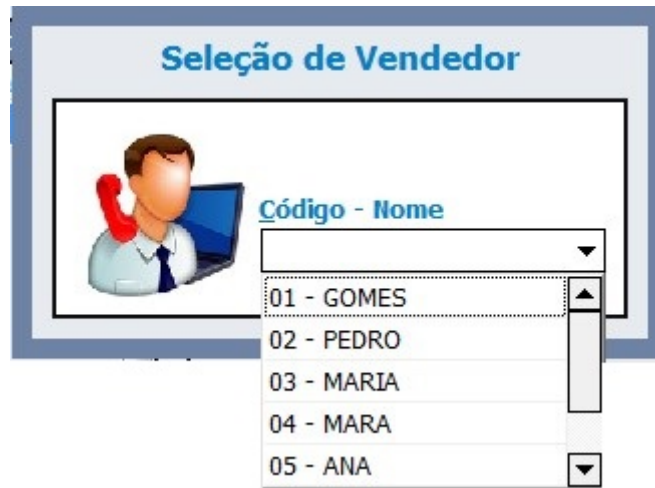 Seleção de Vendedor
Código - Nome
01 - GOMES
02 - PEDRO
03 - MARIA
04 - MARA
05 - ANA